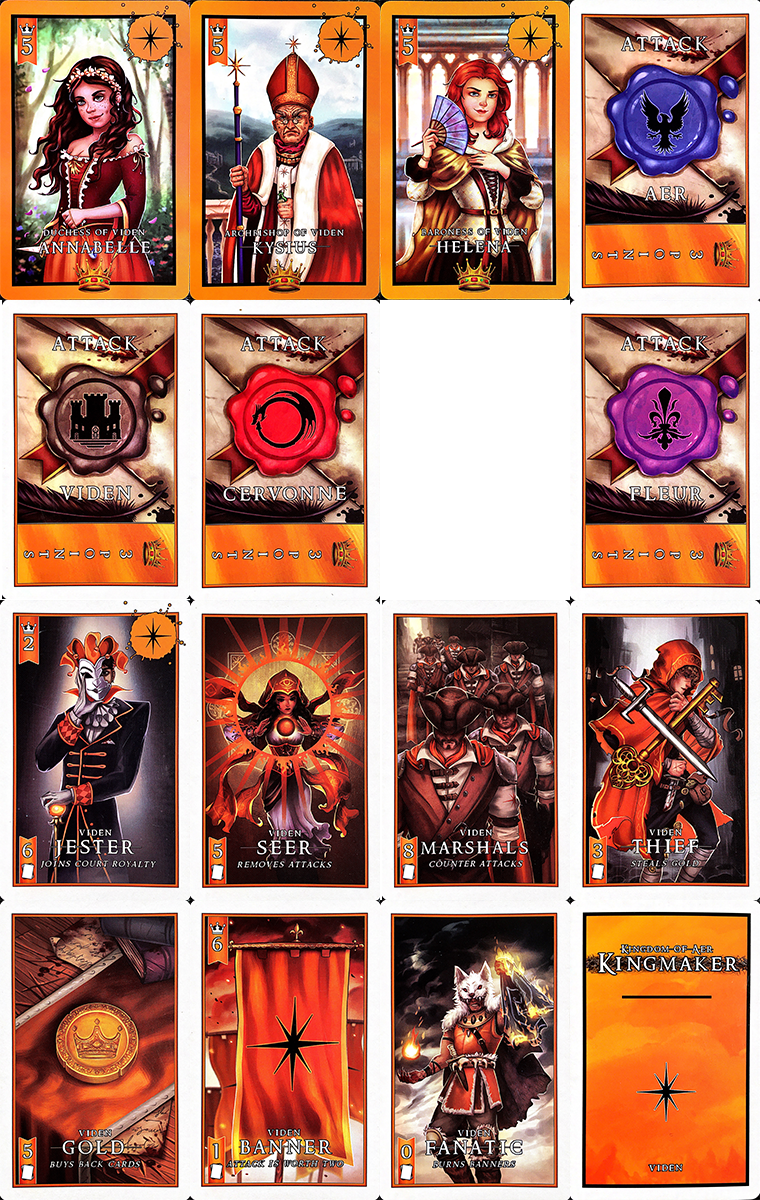 5
DUCHESS OF VIDEN
ANNABELLE
5
ARCHBISHOP OF VIDEN
KYSIUS
5
BARONESS OF VIDEN
HELENA
ATTACK
AER
3 POINTS
ATTACK
VIDEN
3 POINTS
ATTACK
CERVONNE
3 POINTS
ATTACK
FLEUR
3 POINTS
2
VIDEN
JESTER
6
JOINS COURT ROYALTY
VIDEN
SEER
5
REMOVES ATTACKS
VIDEN
MARSHALS
8
COUNTER ATTACKS
VIDEN
THIEF
3
STEALS GOLD
VIDEN
GOLD
5
BUYS BACK CARDS
6
VIDEN
BANNER
1
ATTACK IS WORTH TWO
VIDEN
FANATIC
0
BURNS BANNERS
KINGDOM OF AER
KINGMAKER
VIDEN